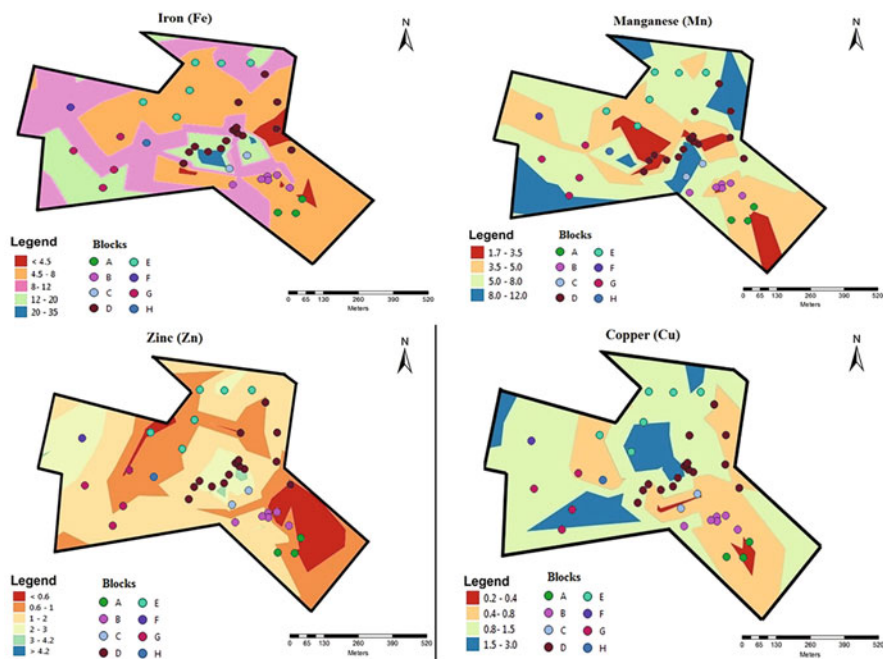 Iron (Fe)
N
Legend
< 4.5
4.5 - 8
8- 12
12 - 20
20 - 35
Blocks
A E
B F
C G
D H
0 65 130 260 390 520
Meters
Manganese (Mn)
N
Legend
1.7 - 3.5
3.5 - 5.0
5.0 - 8.0
8.0 - 12.0
Blocks
A E
B F
C G
D H
0 65 130 260 390 520
Meters
Zinc (Zn)
N
Legend
< 0.6
0.6 - 1
1 - 2
2 - 3
3 - 4.2
> 4.2
Blocks
A E
B F
C G
D H
0 65 130 260 390 520
Meters
Copper (Cu)
N
Legend
0.2 - 0.4
0.4 - 0.8
0.8 - 1.5
1.5 - 3.0
Blocks
A E
B F
C G
D H
0 65 130 260 390 520
Meters